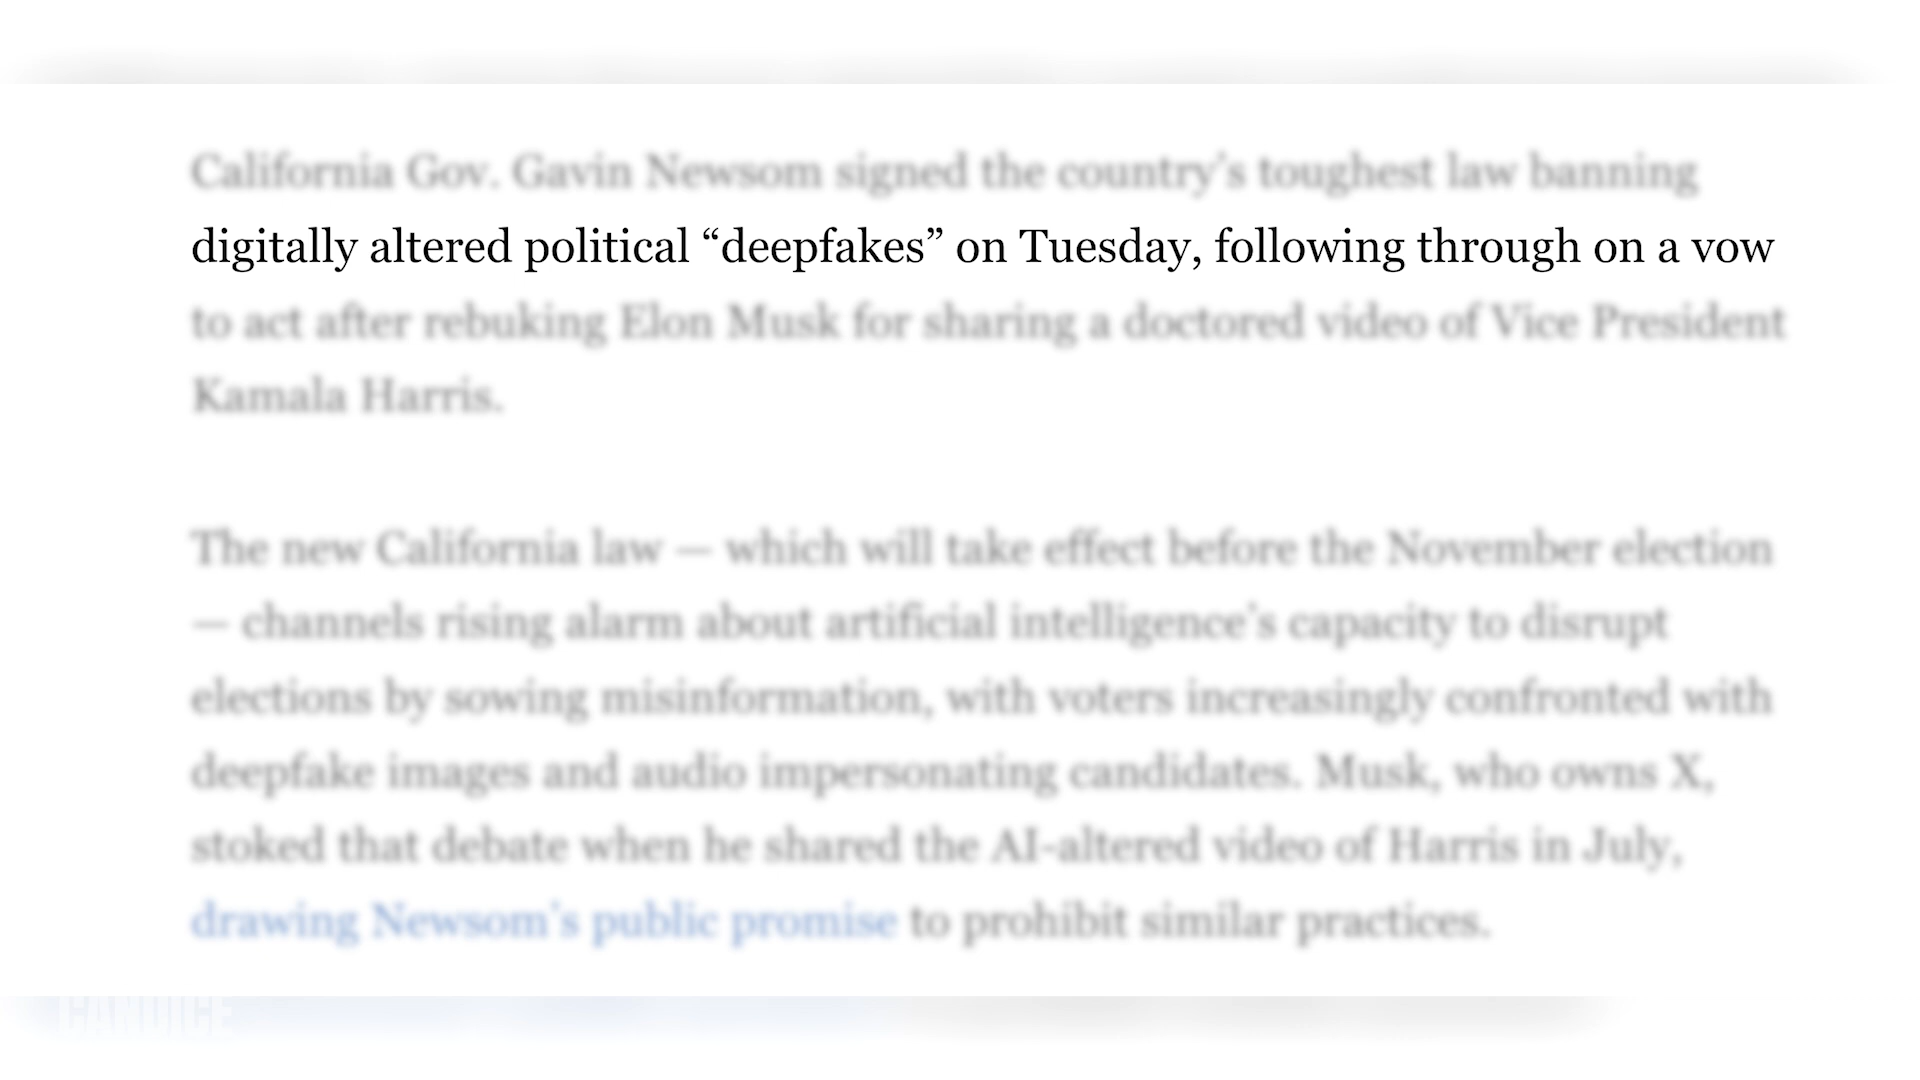 California Gov. Gavin Newsom signed the country’s toughest law banning
digitally altered political “deepfakes” on Tuesday, following through on a vow
to act after rebuking Elon Musk for sharing a doctored video of Vice President
Kamala Harris.
The new California law — which will take effect before the November election
— channels rising alarm about artificial intelligence’s capacity to disrupt
elections by sowing misinformation, with voters increasingly confronted with
deepfake images and audio impersonating candidates. Musk, who owns X,
stoked that debate when he shared the AI-altered video of Harris in July,
drawing Newsom’s public promise to prohibit similar practices.
CANDICE